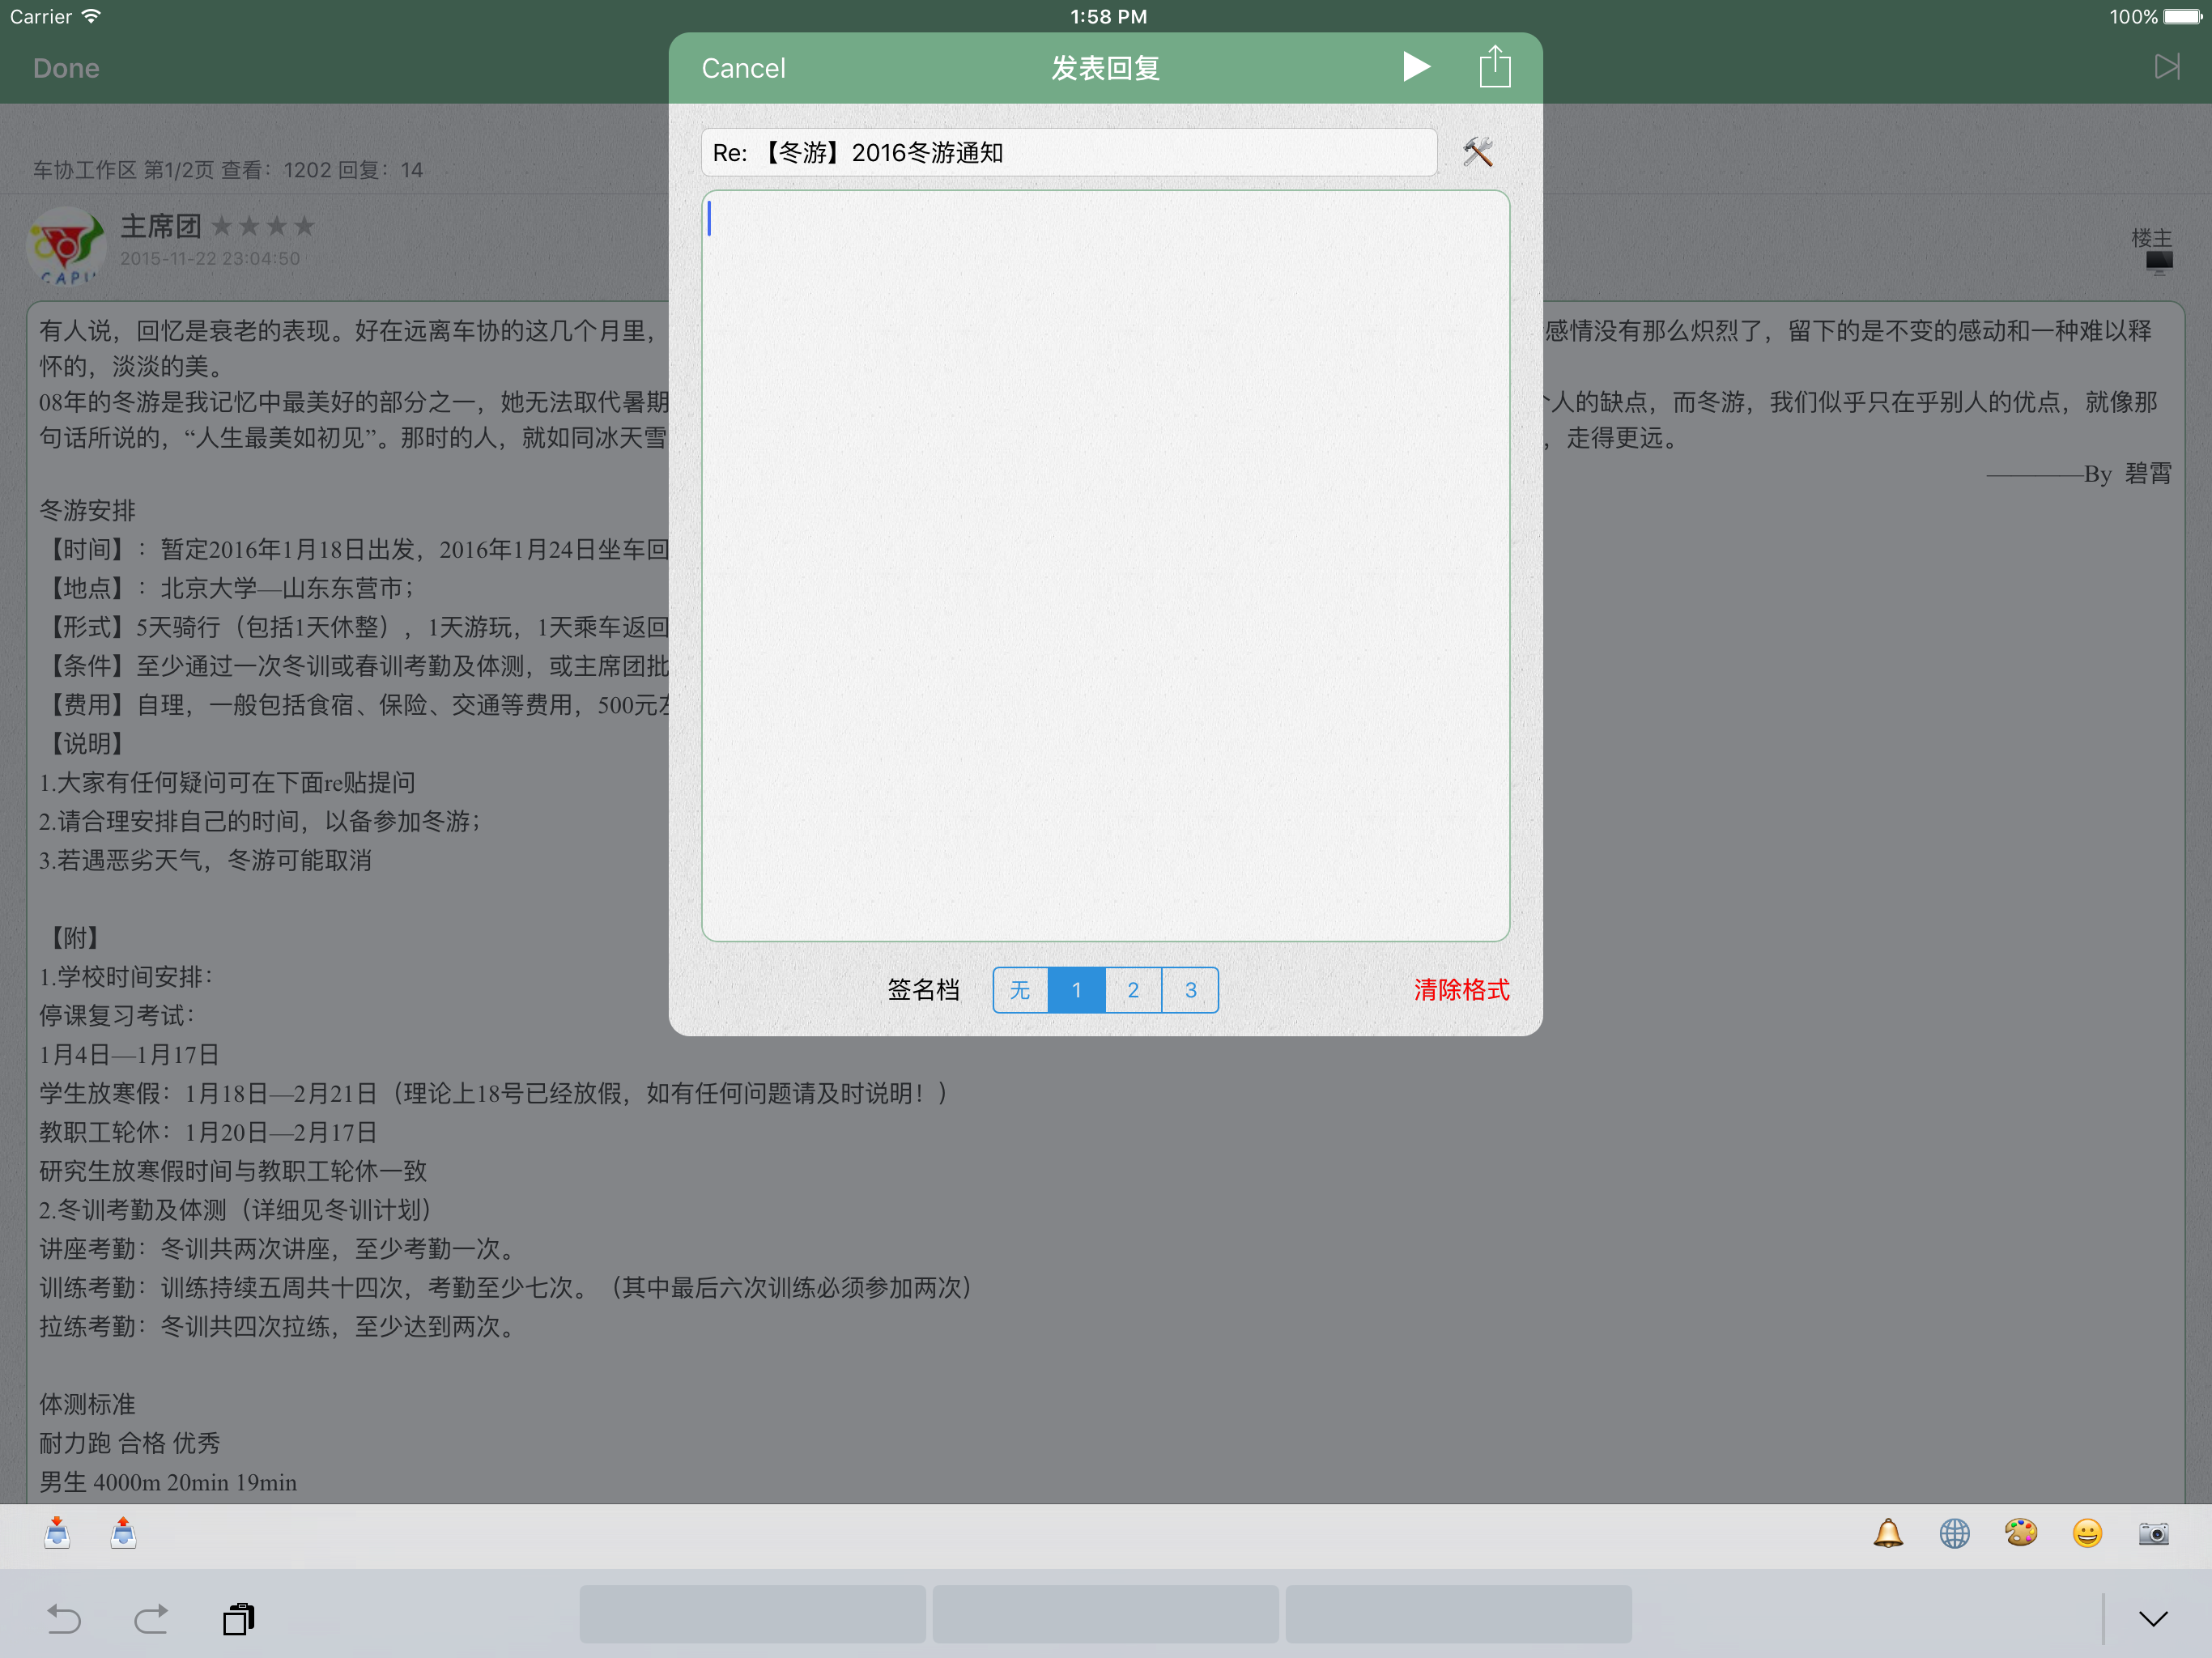 Carrier 1:58 PM 100%
Done
Cancel 发表回复
Re: 【冬游】2016冬游通知
车协工作区 第1/2页 查看：1202 回复：14
主席团 ★★★★
2015-11-22 23:04:50
CAPU
楼主
有人说，回忆是衰老的表现。好在远离车协的这几个月里， 感情没有那么炽烈了，留下的是不变的感动和一种难以释
怀的，淡淡的美。
08年的冬游是我记忆中最美好的部分之一，她无法取代暑期 人的缺点，而冬游，我们似乎只在乎别人的优点，就像那
句话所说的，“人生最美如初见”。那时的人，就如同冰天雪 ，走得更远。
————By 碧霄
冬游安排
【时间】：暂定2016年1月18日出发，2016年1月24日坐车回
【地点】：北京大学—山东东营市；
【形式】5天骑行（包括1天休整），1天游玩，1天乘车返回
【条件】至少通过一次冬训或春训考勤及体测，或主席团批
【费用】自理，一般包括食宿、保险、交通等费用，500元
【说明】
1.大家有任何疑问可在下面re贴提问
2.请合理安排自己的时间，以备参加冬游；
3.若遇恶劣天气，冬游可能取消
【附】
1.学校时间安排：
签名档 无 1 2 3 清除格式
停课复习考试：
1月4日—1月17日
学生放寒假：1月18日—2月21日（理论上18号已经放假，如有任何问题请及时说明！）
教职工轮休：1月20日—2月17日
研究生放寒假时间与教职工轮休一致
2.冬训考勤及体测（详细见冬训计划）
讲座考勤：冬训共两次讲座，至少考勤一次。
训练考勤：训练持续五周共十四次，考勤至少七次。（其中最后六次训练必须参加两次）
拉练考勤：冬训共四次拉练，至少达到两次。
体测标准
耐力跑 合格 优秀
男生 4000m 20min 19min